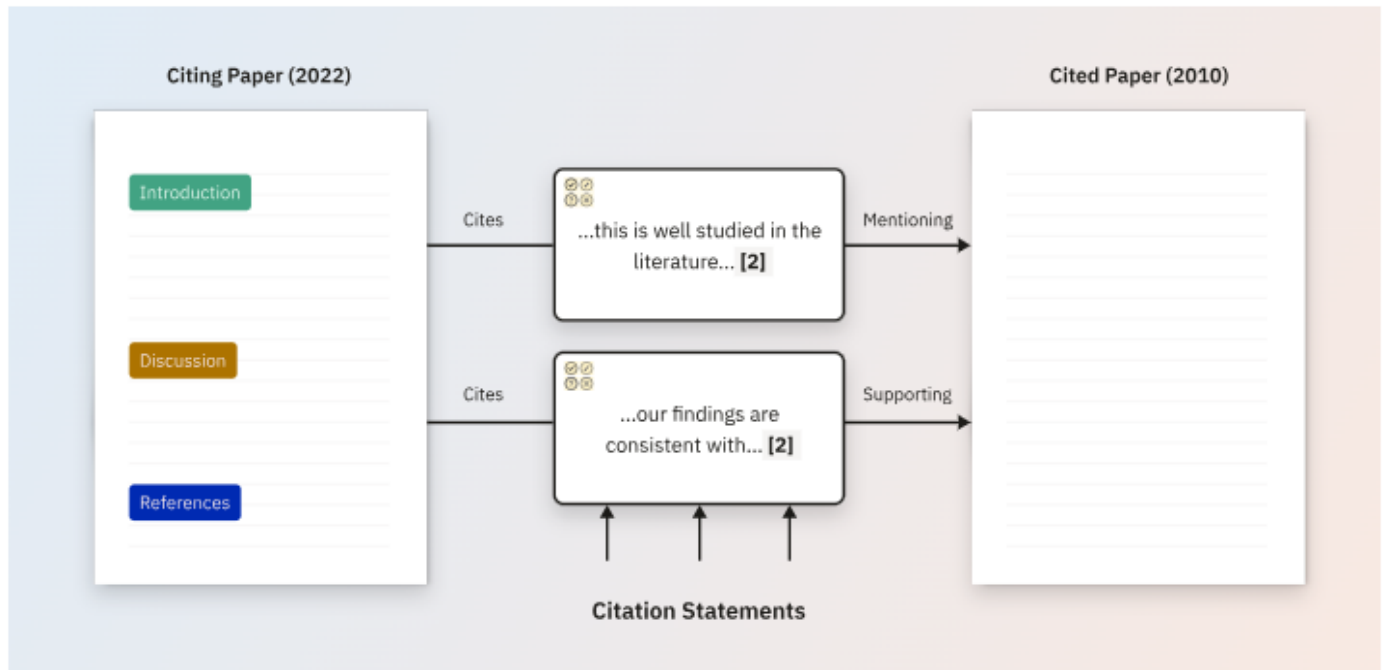 Citing Paper (2022)
Cited Paper (2010)
Introduction
Cites
...this is well studied in the
literature... [2]
Mentioning
Discussion
Cites
...our findings are
consistent with... [2]
Supporting
References
Citation Statements